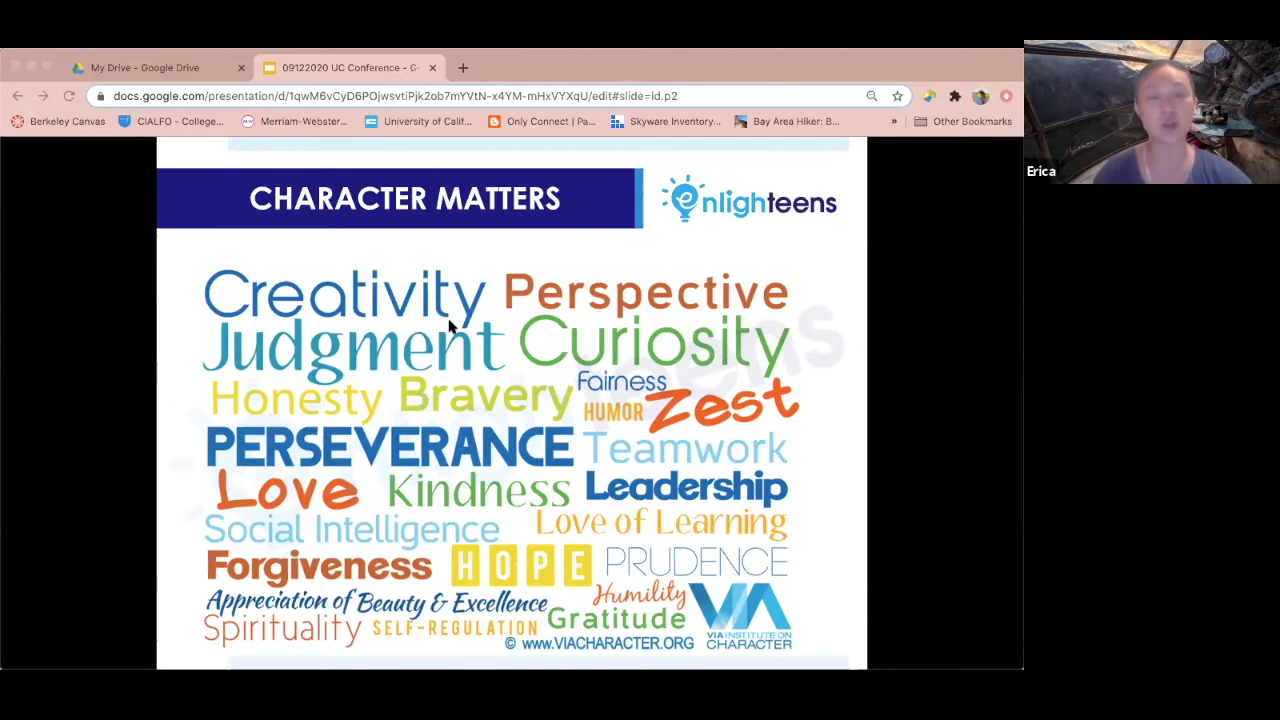 My Drive - Google Drive
09122020 UC Conference - G
docs.google.com/presentation/d/1qwM6vCyD6POjwsvtiPjk2ob7mYVtN-x4YM-mHxVYXqU/edit#slide=id.p2
Berkeley Canvas CIALFO - College... Merriam-Webster... University of Calif... Only Connect | Pa... Skyware Inventory... Bay Area Hiker: B... » Other Bookmarks
Erica
CHARACTER MATTERS
enlighteens
Creativity Perspective
Judgment Curiosity
Honesty Bravery Fairness
HUMOR Zest
PERSEVERANCE Teamwork
Love Kindness Leadership
Social Intelligence Love of Learning
Forgiveness HOPE PRUDENCE
Appreciation of Beauty & Excellence Humility
Spirituality SELF-REGULATION Gratitude
© www.VIACHARACTER.ORG
VIA
VIA INSTITUTE ON
CHARACTER